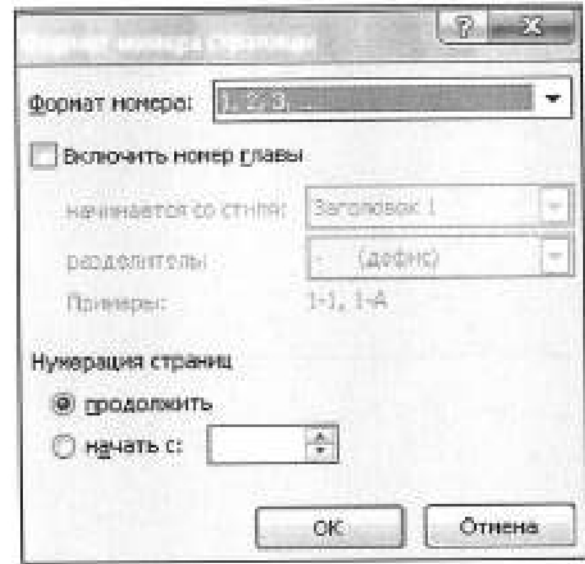 Формат номера страницы
Формат номера: 1, 2, 3, ...
Включить номер главы
начинается со стиля: Заголовок 1
разделитель: - (дефис)
Примеры: 1-1, 1-A
Нумерация страниц
продолжить
начать с:
ОК Отмена